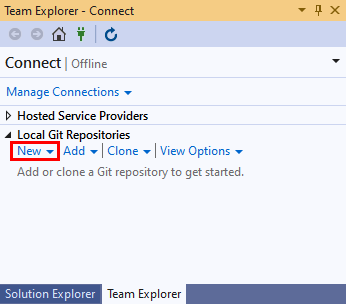 Team Explorer - Connect
Connect | Offline
Manage Connections
Hosted Service Providers
Local Git Repositories
New Add | Clone | View Options
Add or clone a Git repository to get started.
Solution Explorer Team Explorer